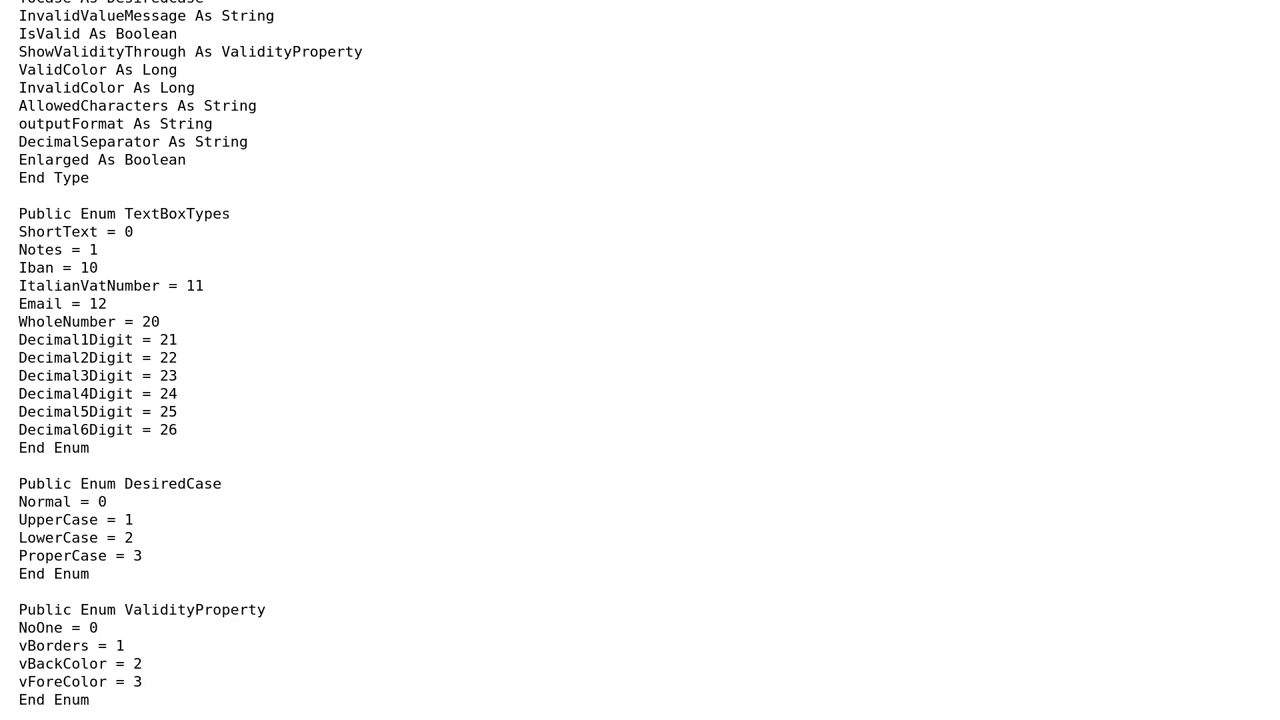 ToCase As DesiredCase
InvalidValueMessage As String
IsValid As Boolean
ShowValidityThrough As ValidityProperty
ValidColor As Long
InvalidColor As Long
AllowedCharacters As String
outputFormat As String
DecimalSeparator As String
Enlarged As Boolean
End Type

Public Enum TextBoxTypes
ShortText = 0
Notes = 1
Iban = 10
ItalianVatNumber = 11
Email = 12
WholeNumber = 20
Decimal1Digit = 21
Decimal2Digit = 22
Decimal3Digit = 23
Decimal4Digit = 24
Decimal5Digit = 25
Decimal6Digit = 26
End Enum

Public Enum DesiredCase
Normal = 0
UpperCase = 1
LowerCase = 2
ProperCase = 3
End Enum

Public Enum ValidityProperty
NoOne = 0
vBorders = 1
vBackColor = 2
vForeColor = 3
End Enum